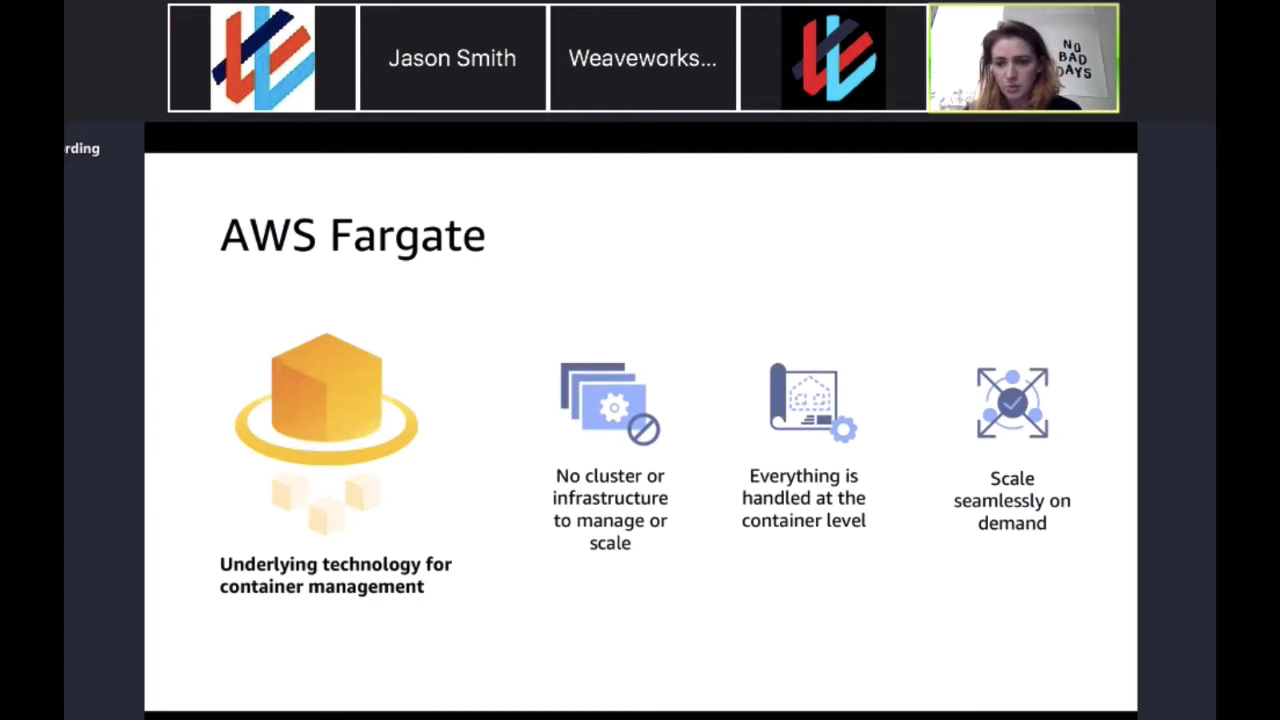 Jason Smith
Weaveworks...
NO
BAD
DAYS
rding
AWS Fargate
Underlying technology for
container management
No cluster or
infrastructure
to manage or
scale
Everything is
handled at the
container level
Scale
seamlessly on
demand